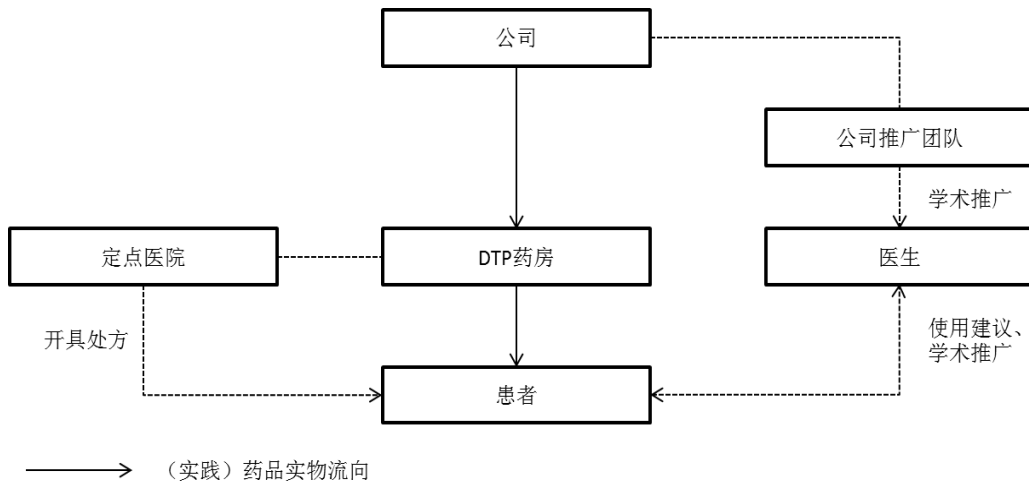 公司
公司推广团队
学术推广
定点医院
DTP药房
医生
开具处方
使用建议、
学术推广
患者
（实践）药品实物流向